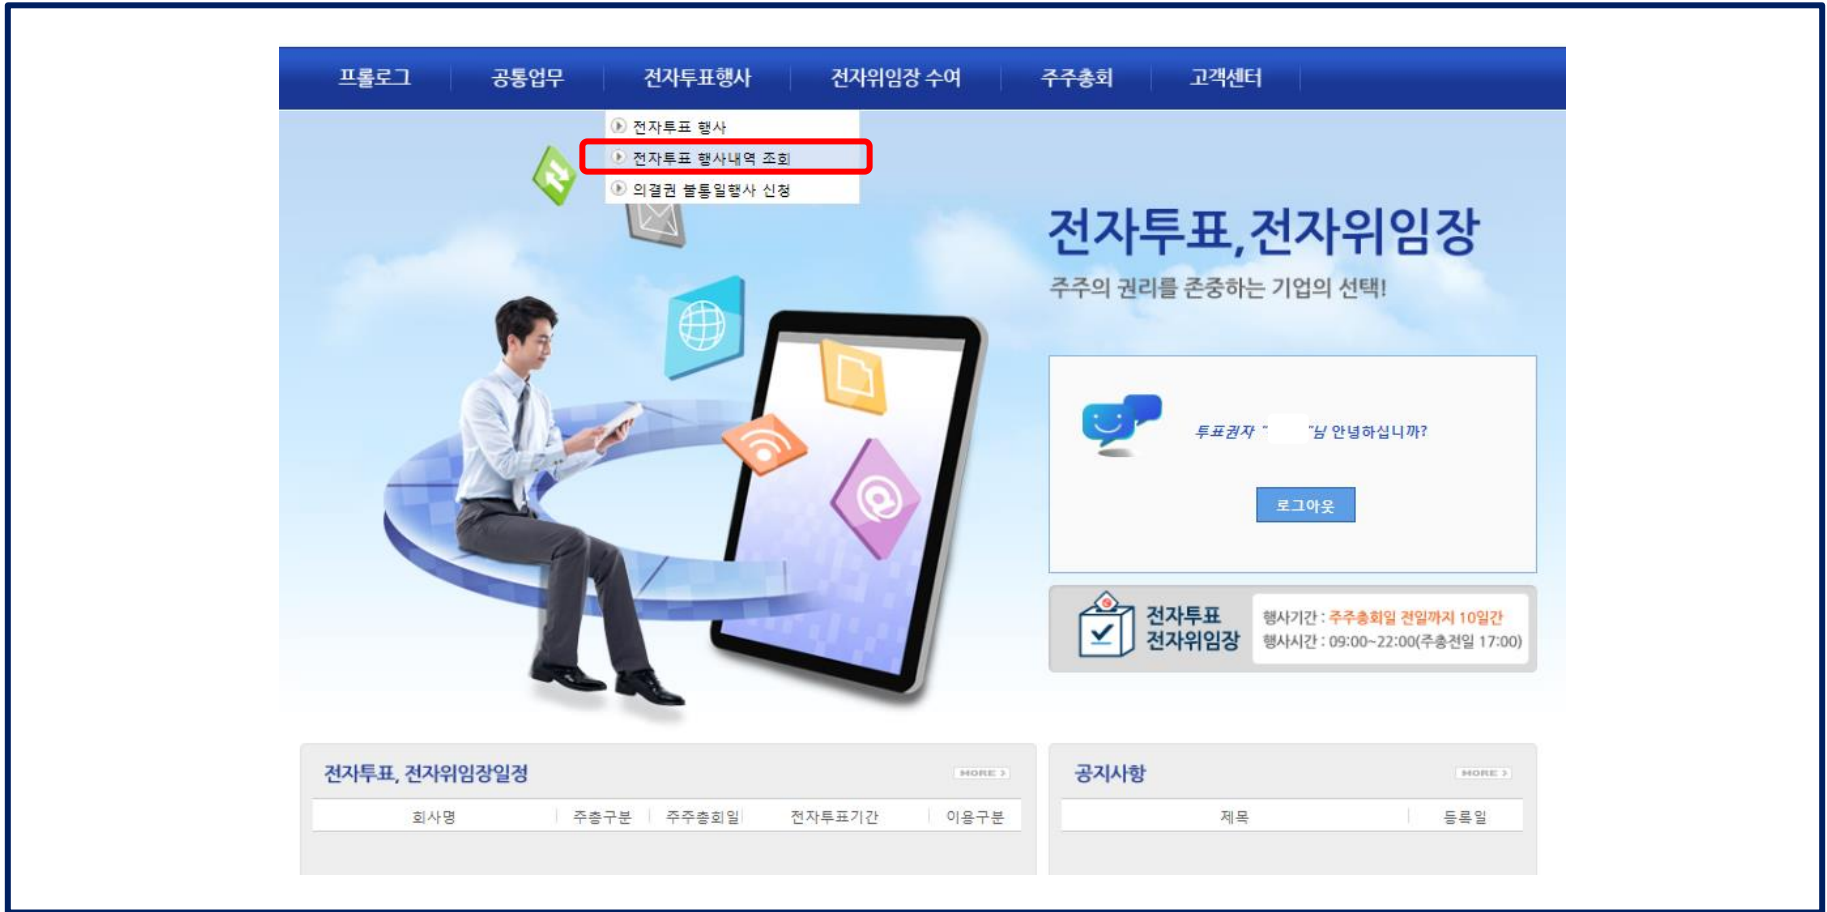 프롤로그 공통업무 전자투표행사 전자위임장 수여 주주총회 고객센터
전자투표 행사
전자투표 행사내역 조회
의결권 불통일행사 신청
전자투표,전자위임장
주주의 권리를 존중하는 기업의 선택!
투표권자 " "님 안녕하십니까?
로그아웃
전자투표
전자위임장
행사기간 : 주주총회일 전일까지 10일간
행사시간 : 09:00~22:00(주총전일 17:00)
전자투표, 전자위임장일정 MORE >
회사명 주총구분 주주총회일 전자투표기간 이용구분
공지사항 MORE >
제목 등록일